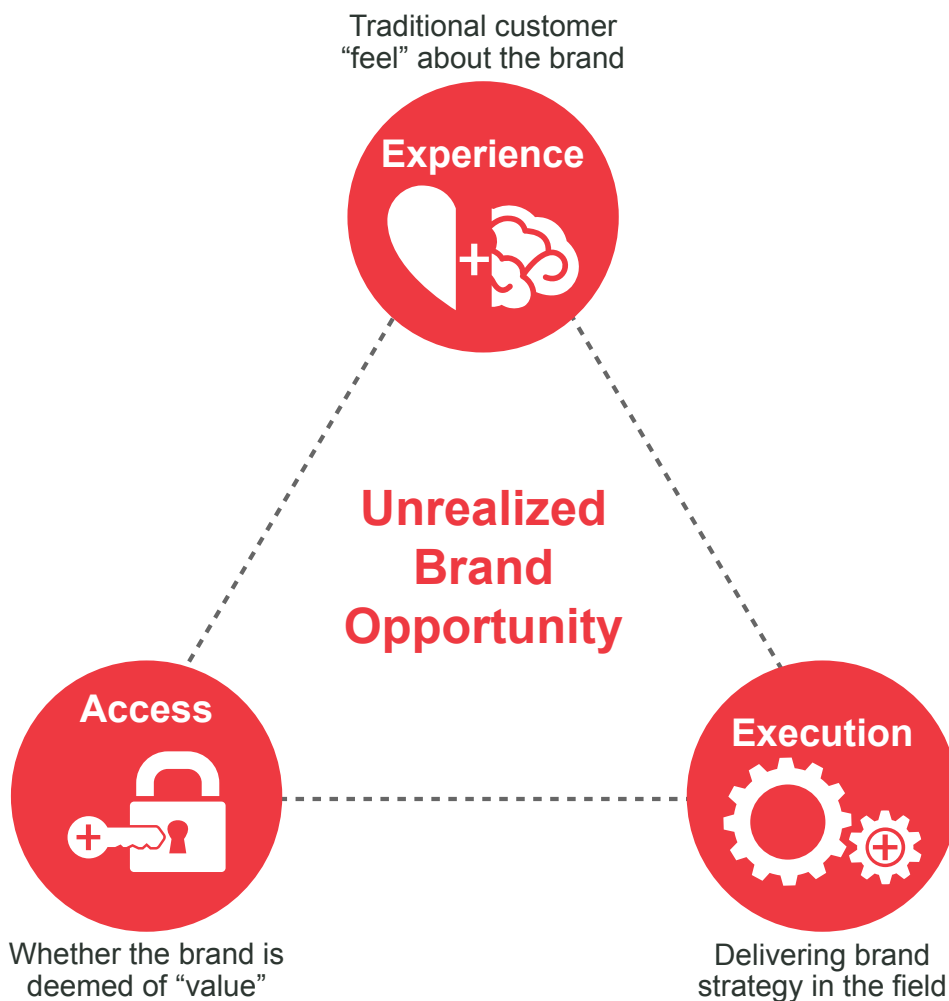 Traditional customer
“feel” about the brand
Experience
Unrealized
Brand
Opportunity
Access
Execution
Whether the brand is
deemed of “value”
Delivering brand
strategy in the field